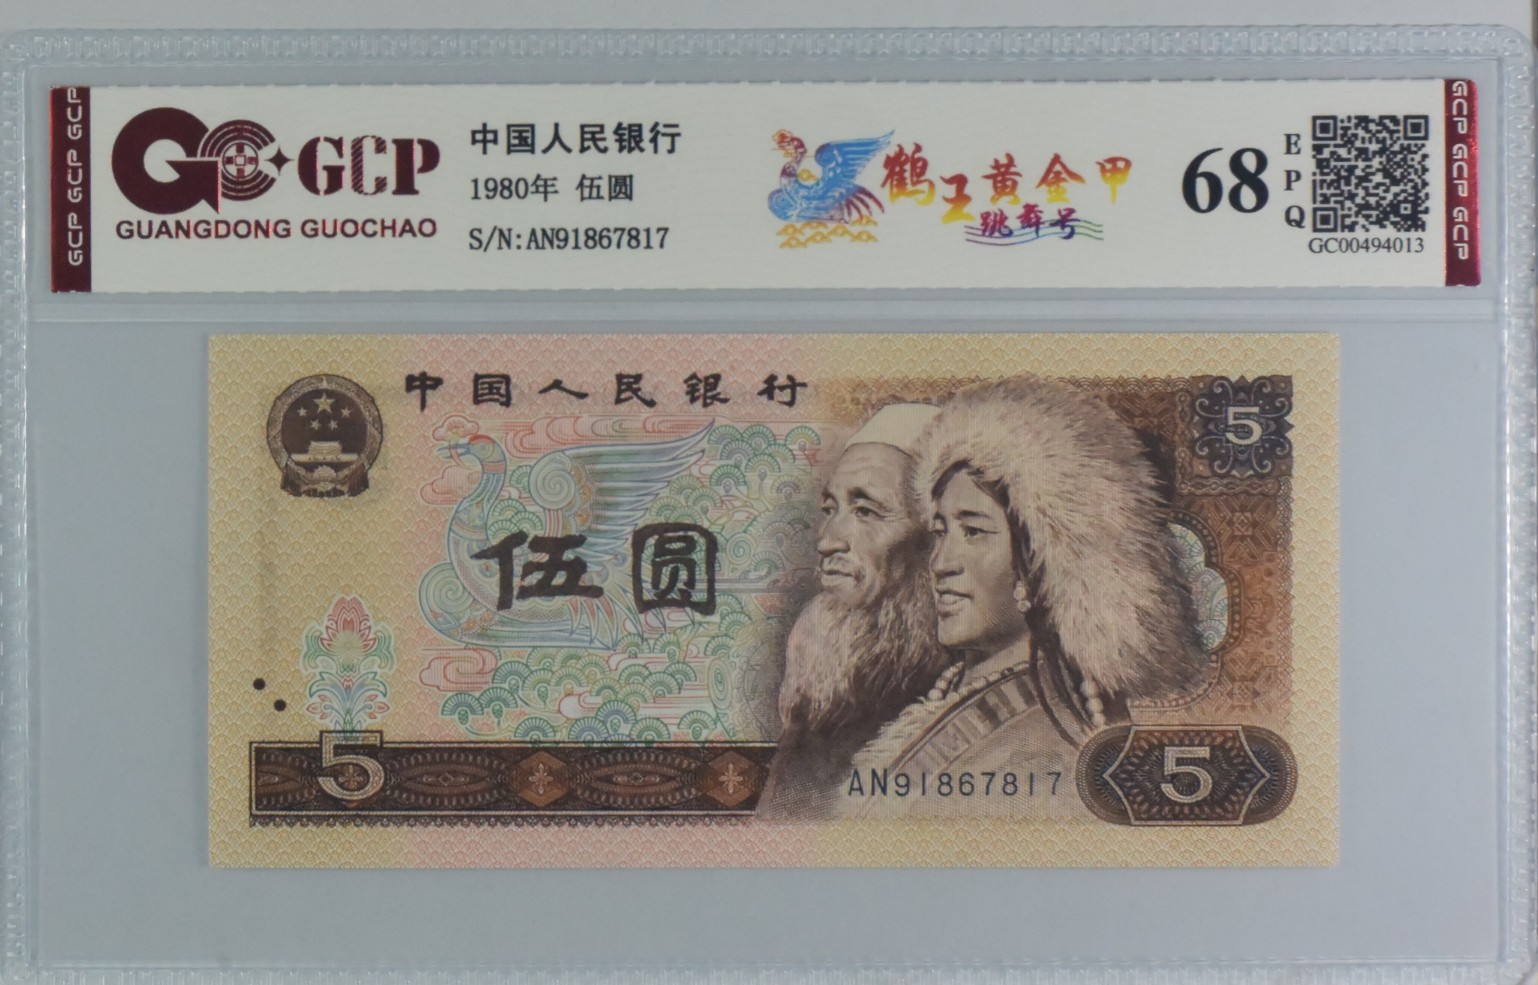 GCP GCP GCP
GCP
GUANGDONG GUOCHAO
中国人民银行
1980年 伍圆
S/N:AN91867817
鹤王黄金甲
跳舞号
68
EPQ
GC00494013
GCP GCP GCP
中国人民银行
5
伍圆
5
AN91867817
5